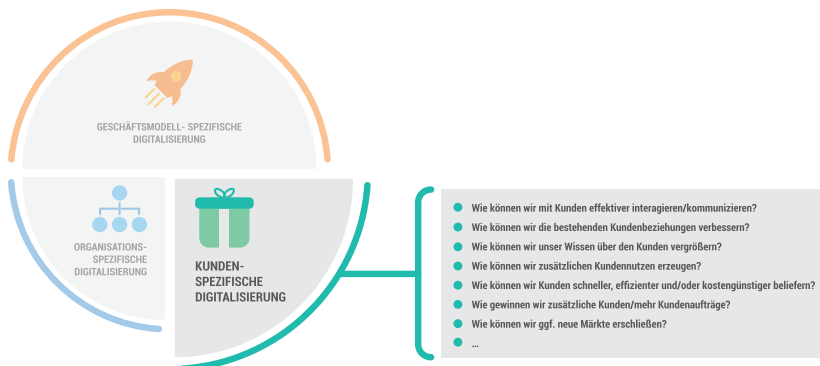 GESCHÄFTSMODELL- SPEZIFISCHE
DIGITALISIERUNG
ORGANISATIONS-
SPEZIFISCHE
DIGITALISIERUNG
KUNDEN-
SPEZIFISCHE
DIGITALISIERUNG
Wie können wir mit Kunden effektiver interagieren/kommunizieren?
Wie können wir die bestehenden Kundenbeziehungen verbessern?
Wie können wir unser Wissen über den Kunden vergrößern?
Wie können wir zusätzlichen Kundennutzen erzeugen?
Wie können wir Kunden schneller, effizienter und/oder kostengünstiger beliefern?
Wie gewinnen wir zusätzliche Kunden/mehr Kundenaufträge?
Wie können wir ggf. neue Märkte erschließen?
...